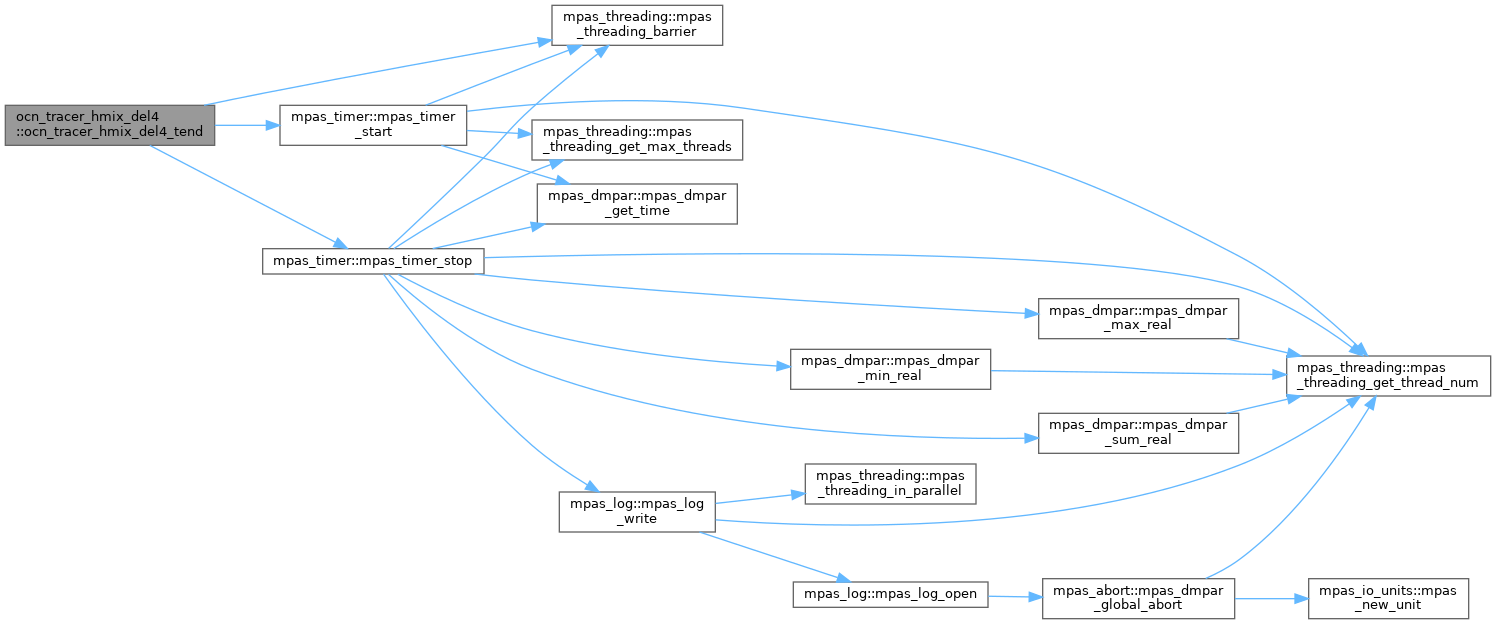 mpas_threading::mpas
_threading_barrier
ocn_tracer_hmix_del4
::ocn_tracer_hmix_del4_tend
mpas_timer::mpas_timer
_start
mpas_threading::mpas
_threading_get_max_threads
mpas_dmpar::mpas_dmpar
_get_time
mpas_timer::mpas_timer_stop
mpas_dmpar::mpas_dmpar
_max_real
mpas_dmpar::mpas_dmpar
_min_real
mpas_threading::mpas
_threading_get_thread_num
mpas_dmpar::mpas_dmpar
_sum_real
mpas_threading::mpas
_threading_in_parallel
mpas_log::mpas_log
_write
mpas_log::mpas_log_open
mpas_abort::mpas_dmpar
_global_abort
mpas_io_units::mpas
_new_unit